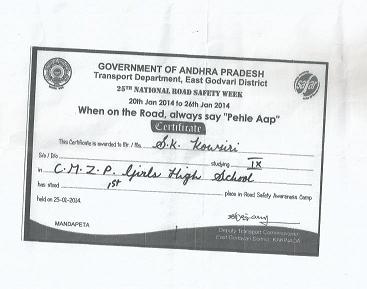 GOVERNMENT OF ANDHRA PRADESH
Transport Department, East Godvari District
25TH NATIONAL ROAD SAFETY WEEK
20th Jan 2014 to 26th Jan 2014
When on the Road, always say "Pehle Aap"
Certificate
This Certificate is awarded to Mr / Ms. S.K. Kowsiri
S/o / D/o studying IX
in C.M.Z.P. Girls High School
has stood 1st place in Road Safety Awareness Camp
held on 25-01-2014.
MANDAPETA
Deputy Transport Commissioner
East Godavari District, KAKINADA